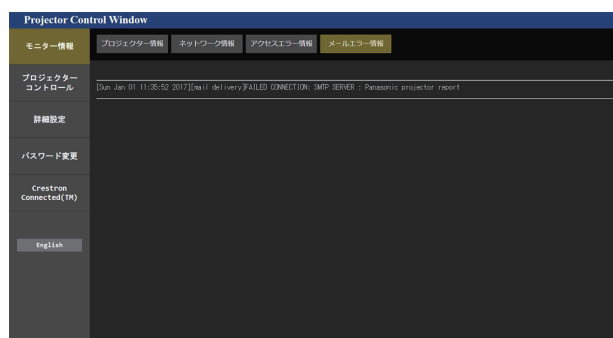 Projector Control Window
モニター情報
プロジェクター情報 ネットワーク情報 アクセスエラー情報 メールエラー情報
プロジェクター
コントロール
[Sun Jan 01 11:35:52 2017][mail delivery]FAILED CONNECTION: SMTP SERVER : Panasonic projector report
詳細設定
パスワード変更
Crestron
Connected(TM)
English